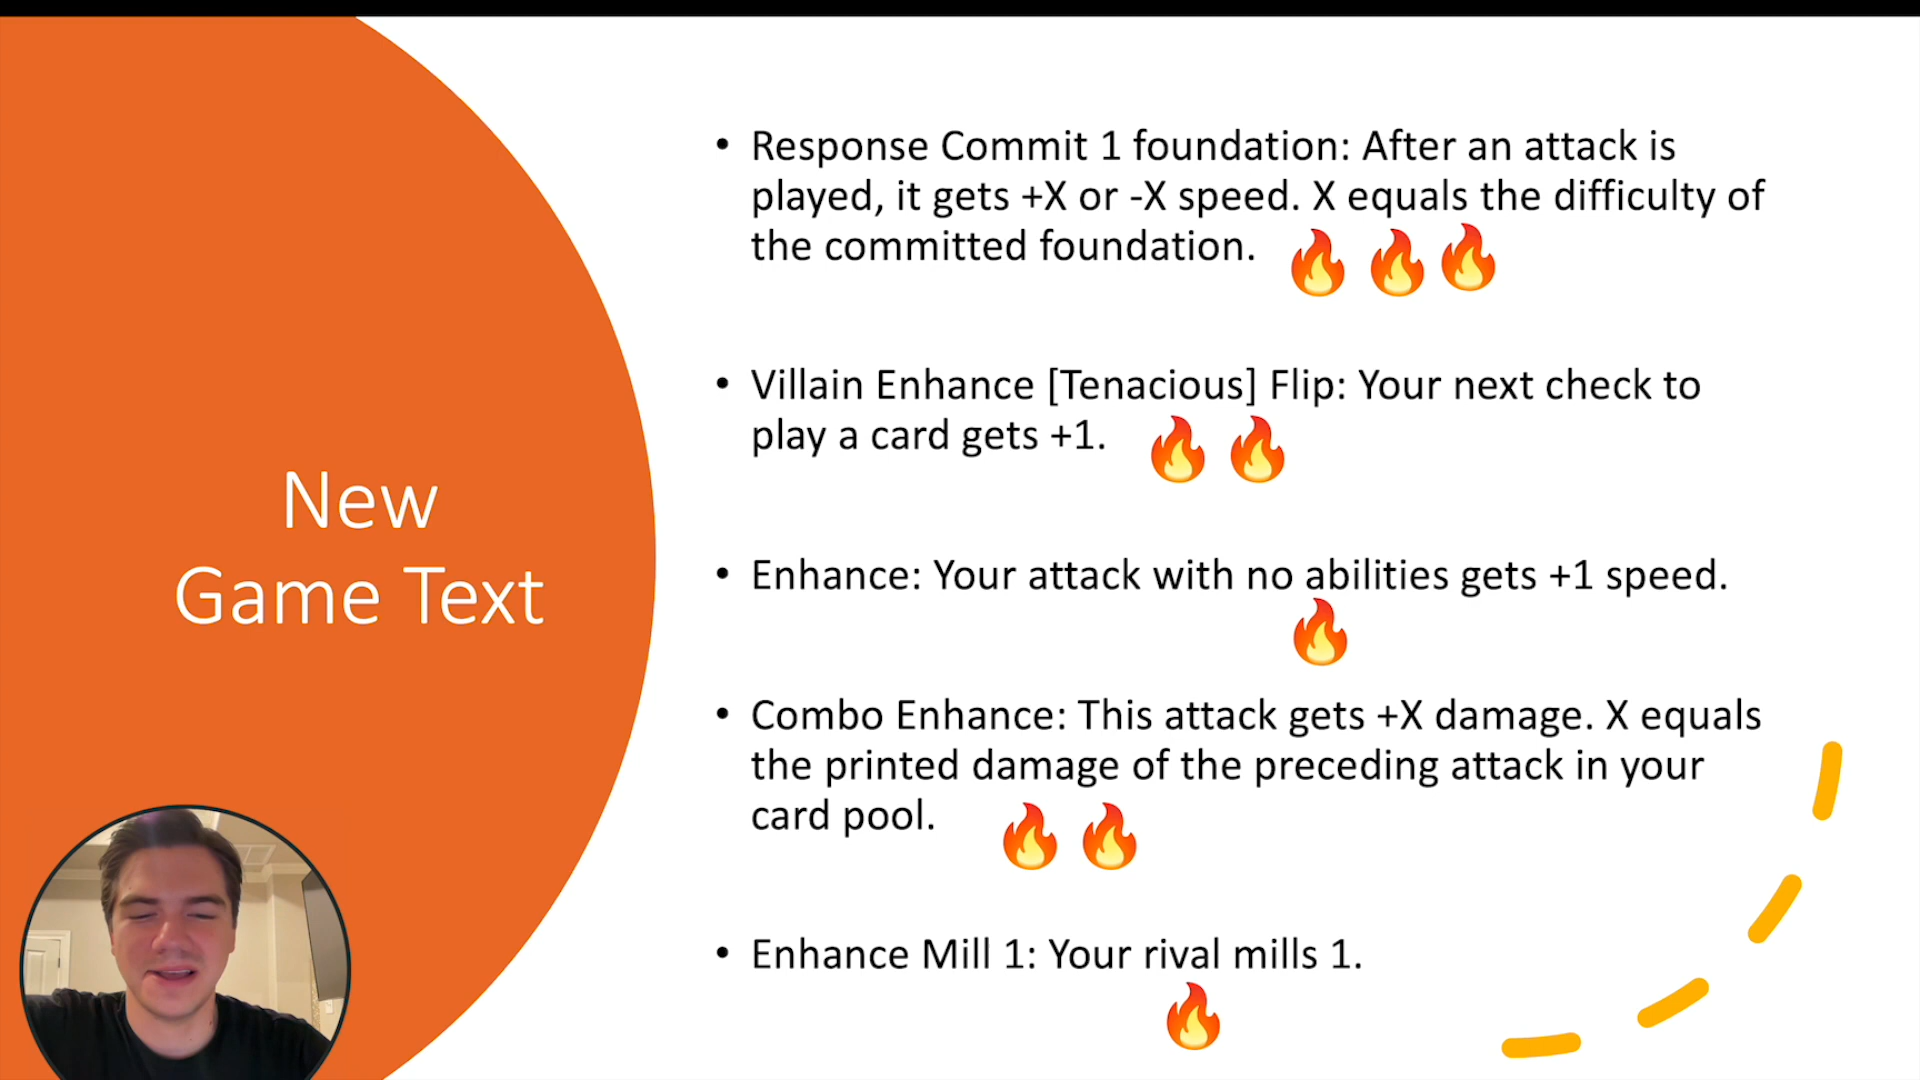 New
Game Text
• Response Commit 1 foundation: After an attack is
played, it gets +X or -X speed. X equals the difficulty of
the committed foundation.
• Villain Enhance [Tenacious] Flip: Your next check to
play a card gets +1.
• Enhance: Your attack with no abilities gets +1 speed.
• Combo Enhance: This attack gets +X damage. X equals
the printed damage of the preceding attack in your
card pool.
• Enhance Mill 1: Your rival mills 1.